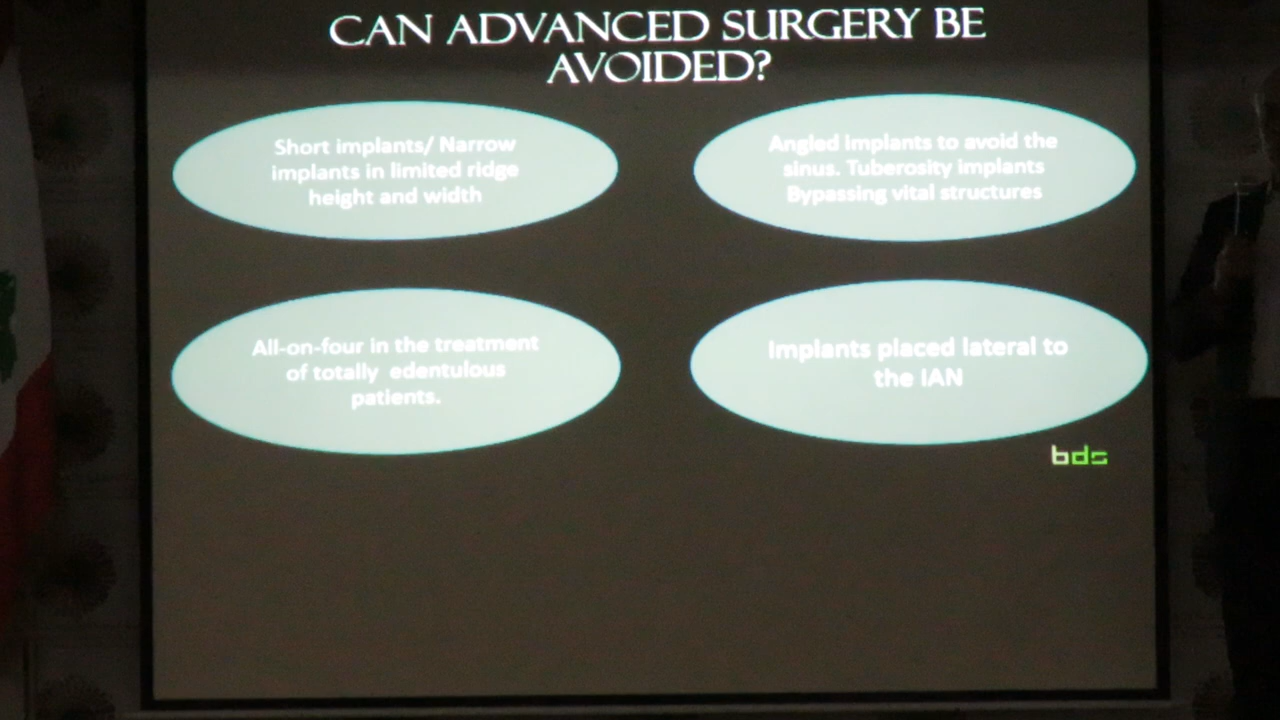 CAN ADVANCED SURGERY BE
AVOIDED?
Short implants/ Narrow
implants in limited ridge
height and width
Angled implants to avoid the
sinus. Tuberosity implants
Bypassing vital structures
All-on-four in the treatment
of totally edentulous
patients.
Implants placed lateral to
the IAN
bds